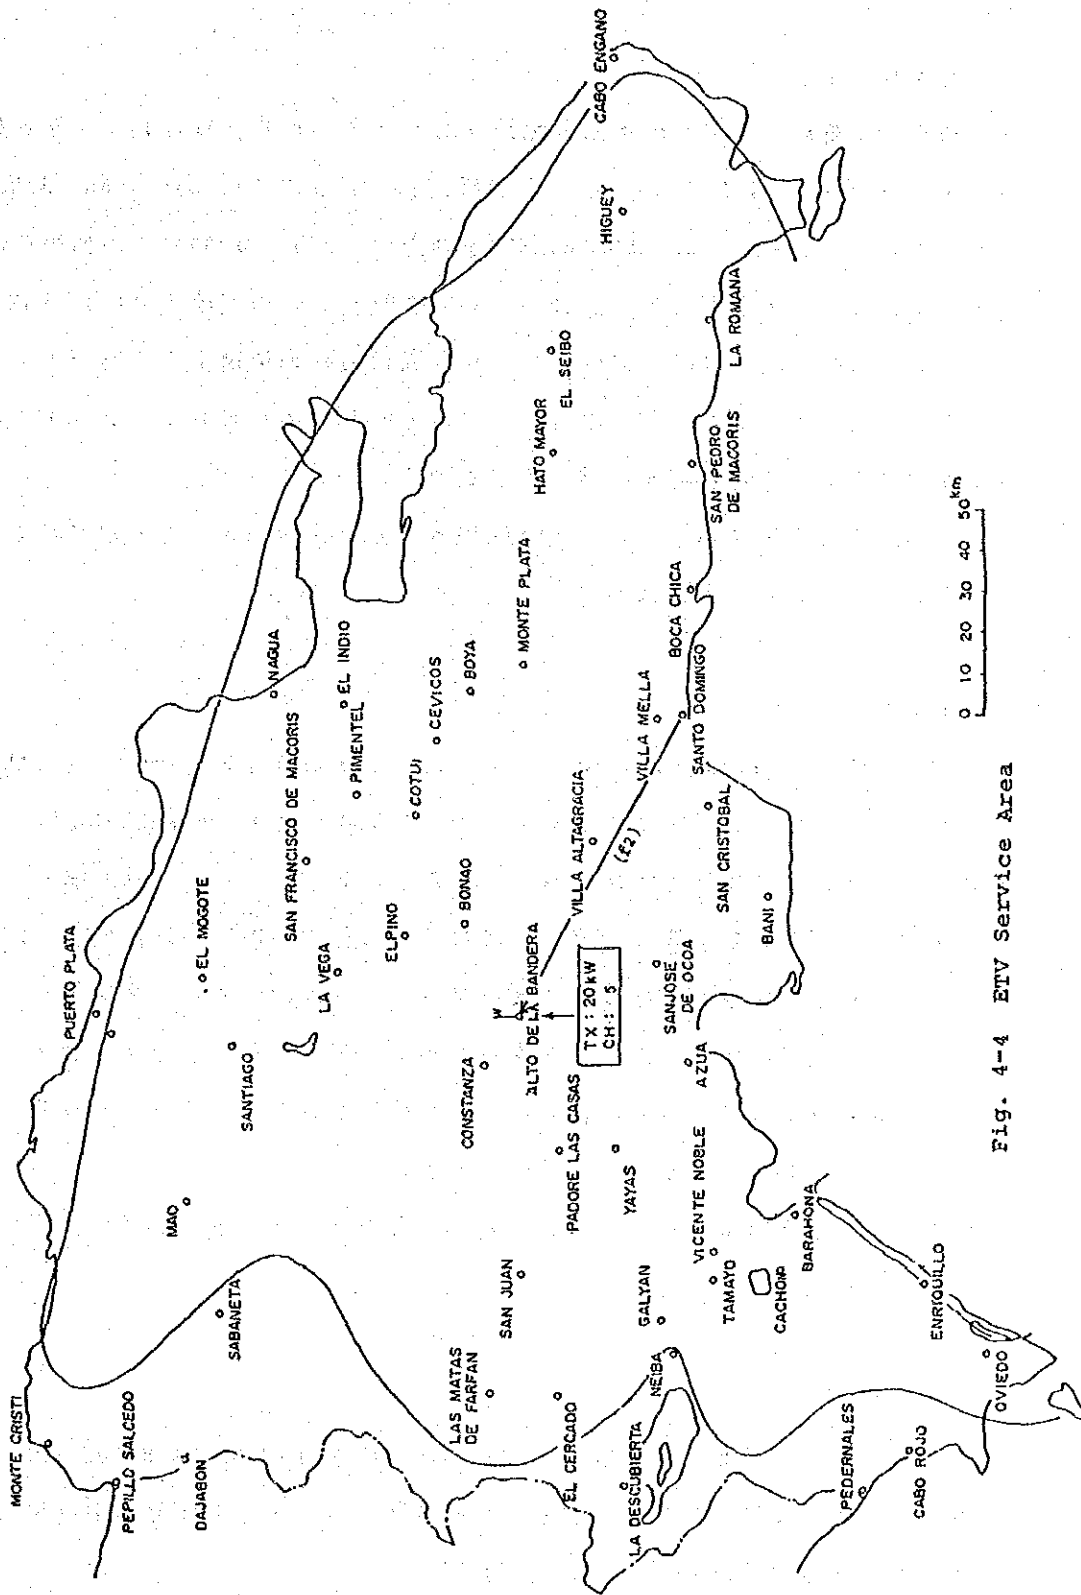 MONTE CRISTI
PEPILLO SALCEDO
DAJABON
PUERTO PLATA
EL MOGOTE
SANTIAGO
MAO
SABANETA
NAGUA
SAN FRANCISCO DE MACORIS
EL INDIO
PIMENTEL
LA VEGA
ELPINO
COTUI
CEVICOS
BOYA
BONAO
CONSTANZA
MONTE PLATA
HATO MAYOR
EL SEIBO
HIGUEY
CABO ENGANO
LAS MATAS
DE FARFAN
SAN JUAN
EL CERCADO
ALTO DE LA BANDERA
TX : 20 kW
CH : 5
VILLA ALTAGRACIA
(f2)
VILLA MELLA
PADORE LAS CASAS
YAYAS
SANJOSE
DE OCOA
AZUA
SANTO DOMINGO
BOCA CHICA
SAN PEDRO
DE MACORIS
LA ROMANA
SAN CRISTOBAL
BANI
LA DESCUBIERTA
NEIBA
GALYAN
VICENTE NOBLE
TAMAYO
CACHON
BARAHONA
PEDERNALES
CABO ROJO
ENRIQUILLO
OVIEDO
0 10 20 30 40 50 km
Fig. 4-4 ETV Service Area